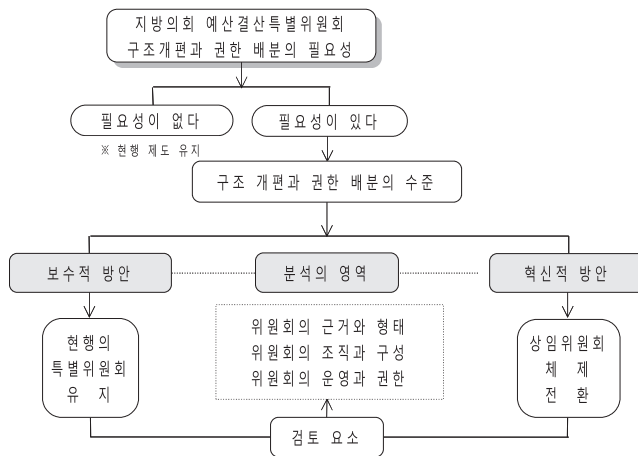 지방의회 예산결산특별위원회
구조개편과 권한 배분의 필요성
필요성이 없다
필요성이 있다
※ 현행 제도 유지
구조 개편과 권한 배분의 수준
보수적 방안
분석의 영역
혁신적 방안
현행의
특별위원회
유 지
위원회의 근거와 형태
위원회의 조직과 구성
위원회의 운영과 권한
상임위원회
체 제
전 환
검토 요소